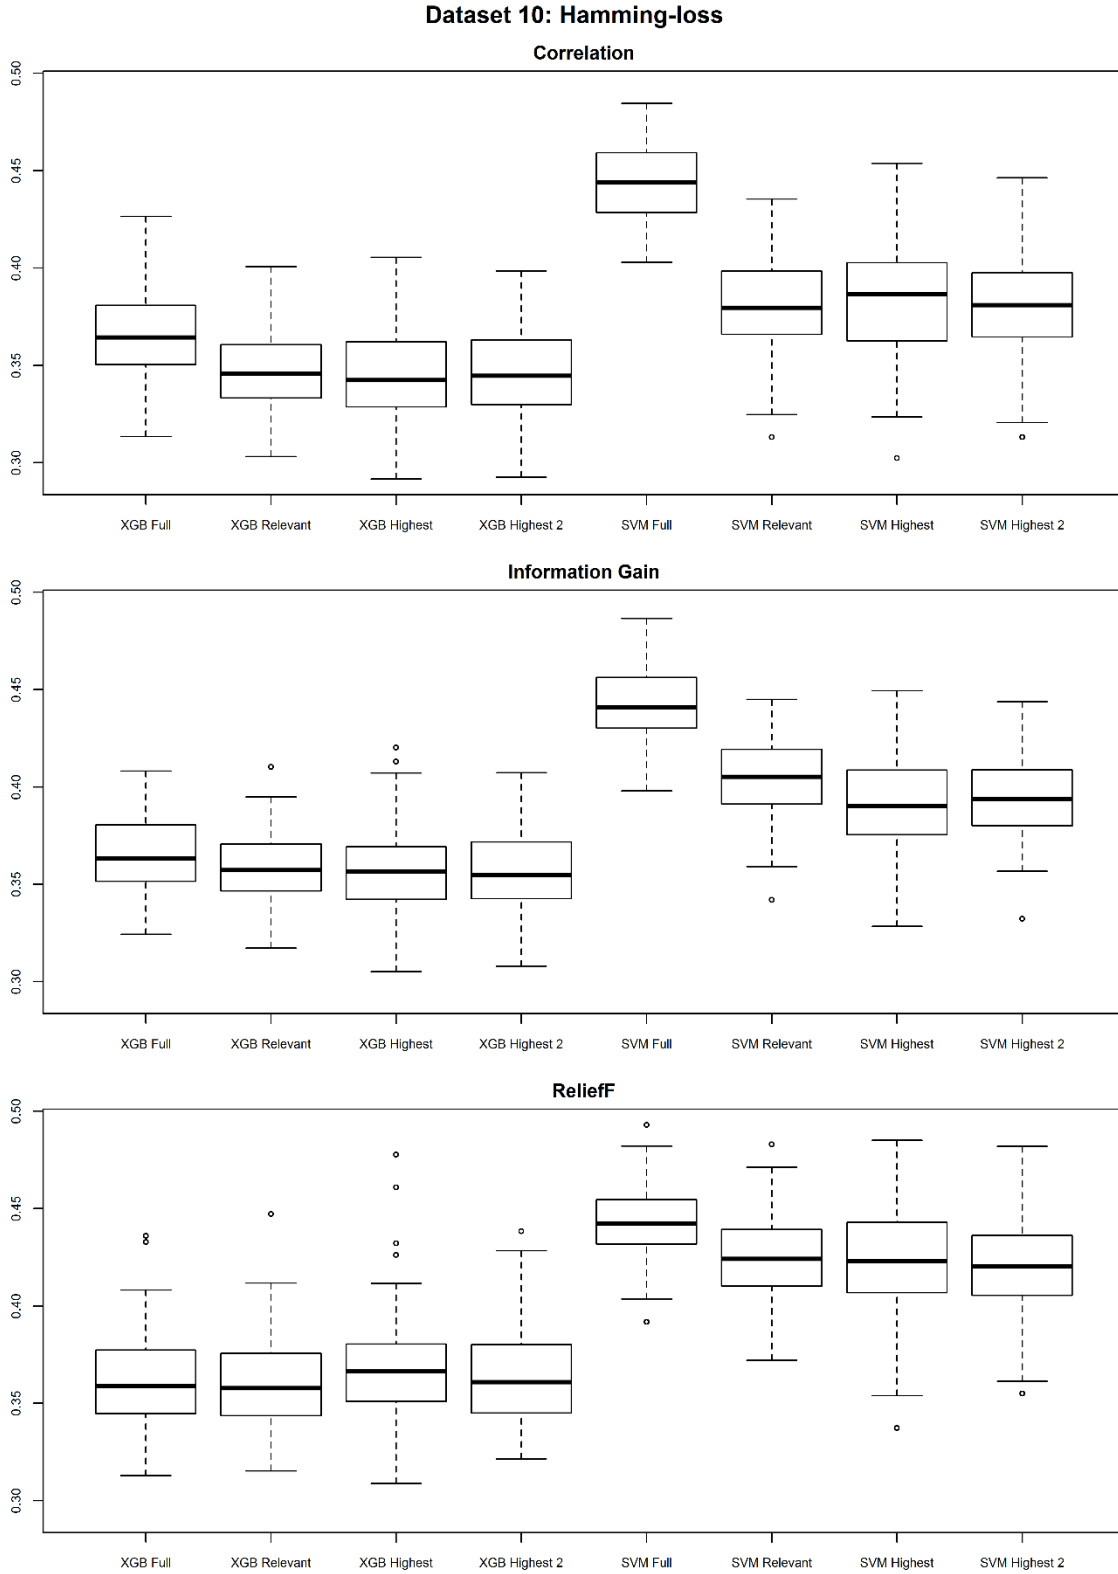 Dataset 10: Hamming-loss
Correlation
0.50
0.45
0.40
0.35
0.30
XGB Full XGB Relevant XGB Highest XGB Highest 2 SVM Full SVM Relevant SVM Highest SVM Highest 2
Information Gain
0.50
0.45
0.40
0.35
0.30
XGB Full XGB Relevant XGB Highest XGB Highest 2 SVM Full SVM Relevant SVM Highest SVM Highest 2
ReliefF
0.50
0.45
0.40
0.35
0.30
XGB Full XGB Relevant XGB Highest XGB Highest 2 SVM Full SVM Relevant SVM Highest SVM Highest 2